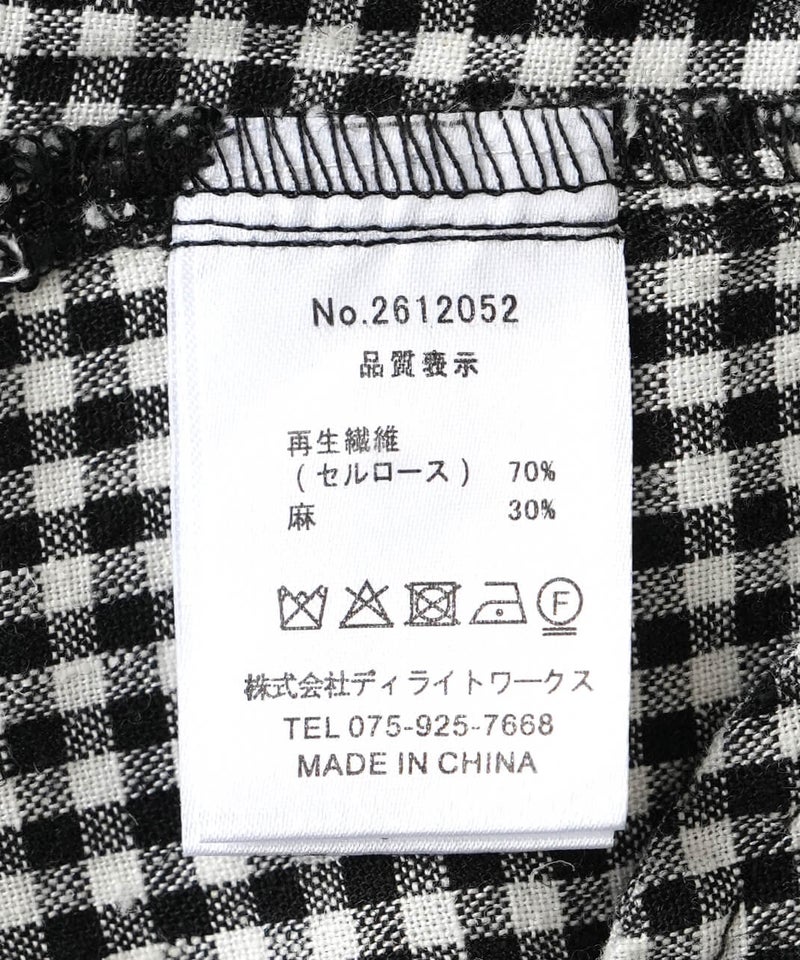 No.2612052
品質表示
再生繊維
(セルロース) 70%
麻 30%
F
株式会社ディライトワークス
TEL 075-925-7668
MADE IN CHINA